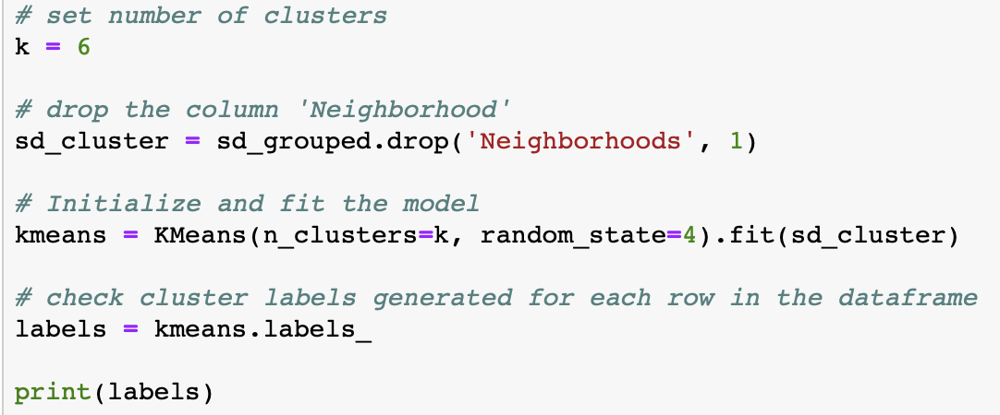 # set number of clusters
k = 6
# drop the column 'Neighborhood'
sd_cluster = sd_grouped.drop('Neighborhoods', 1)
# Initialize and fit the model
kmeans = KMeans(n_clusters=k, random_state=4).fit(sd_cluster)
# check cluster labels generated for each row in the dataframe
labels = kmeans.labels_
print(labels)